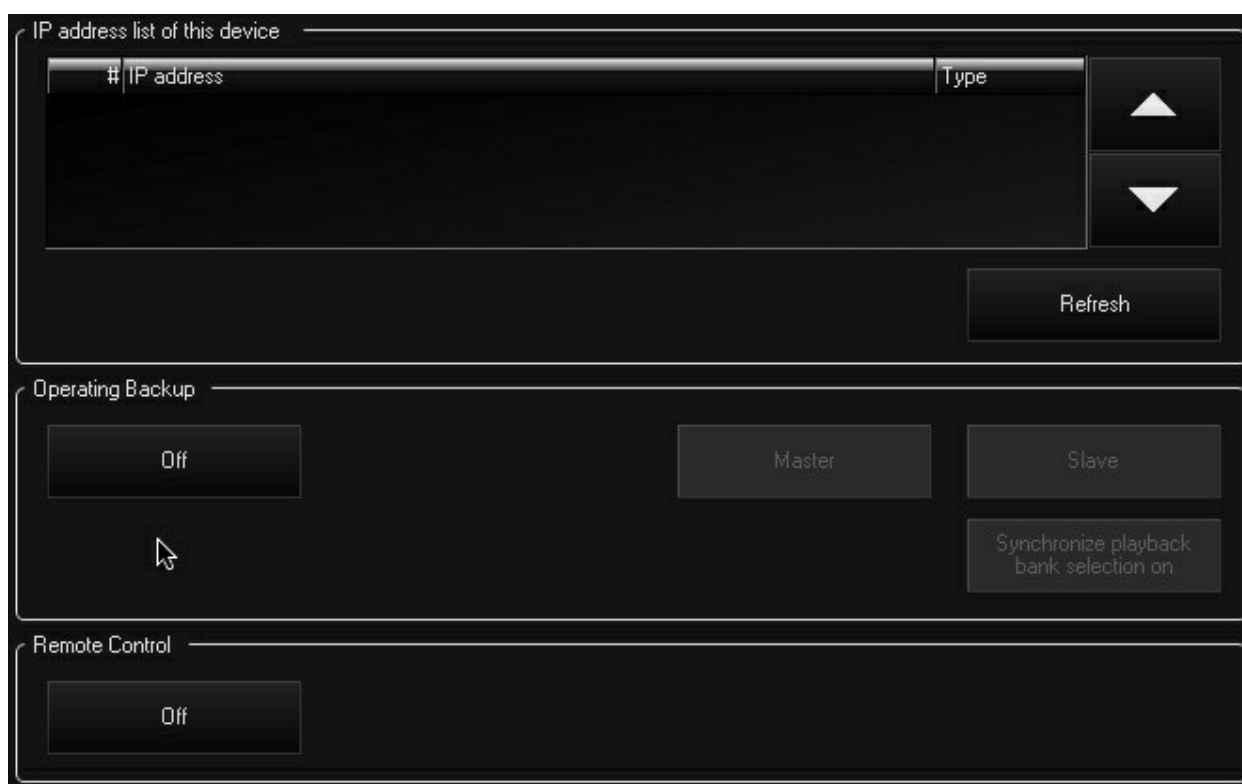 IP address list of this device
# IP address Type
Refresh
Operating Backup
Off Master Slave
Synchronize playback
bank selection on
Remote Control
Off